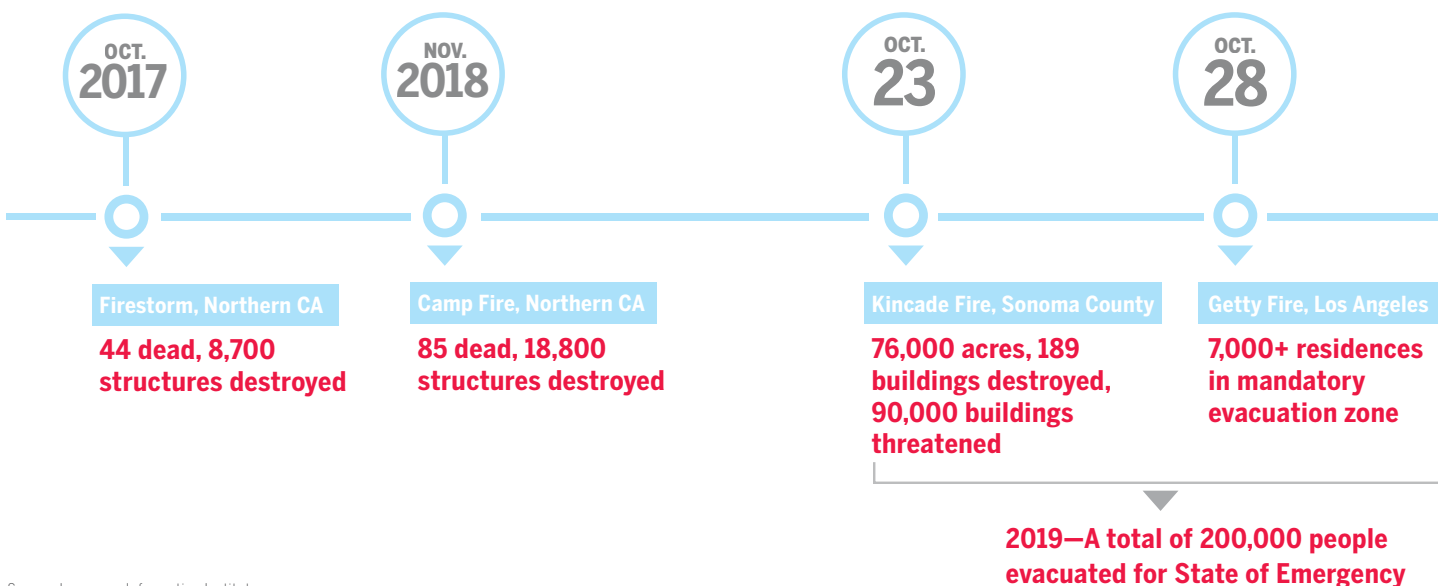 OCT.
2017
NOV.
2018
OCT.
23
OCT.
28
Firestorm, Northern CA
44 dead, 8,700
structures destroyed
Camp Fire, Northern CA
85 dead, 18,800
structures destroyed
Kincade Fire, Sonoma County
76,000 acres, 189
buildings destroyed,
90,000 buildings
threatened
Getty Fire, Los Angeles
7,000+ residences
in mandatory
evacuation zone
2019—A total of 200,000 people
evacuated for State of Emergency